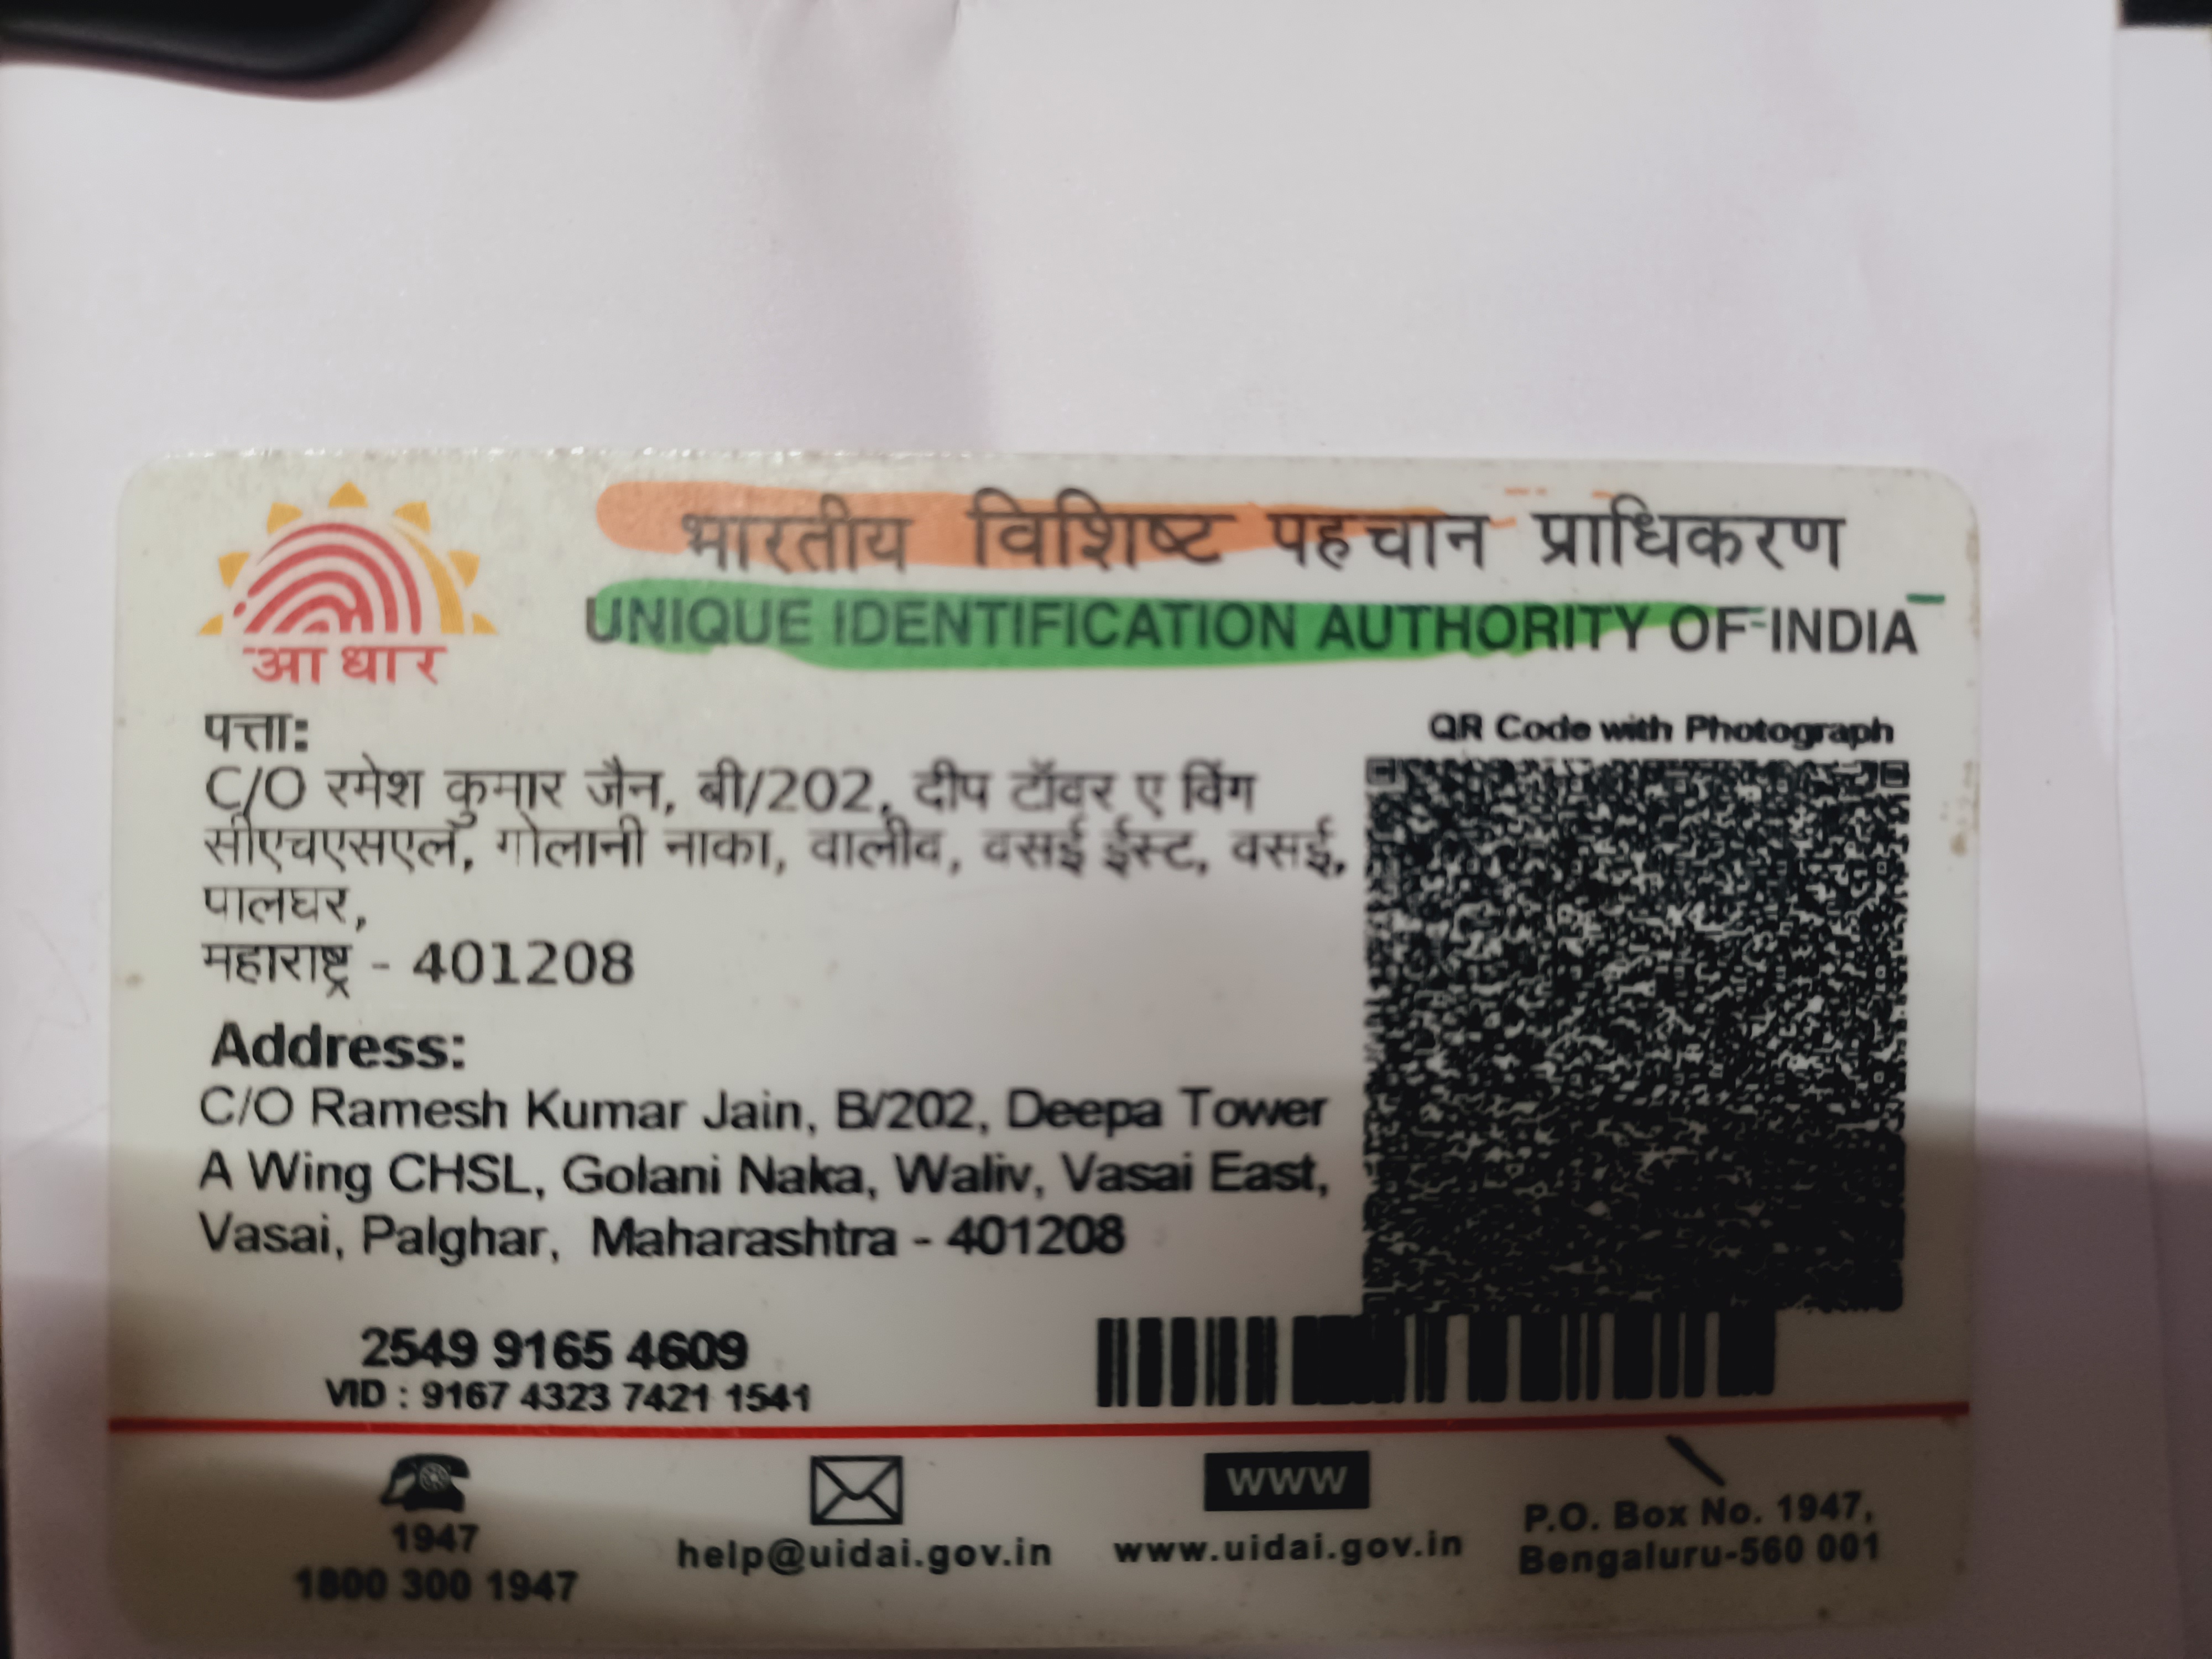 भारतीय विशिष्ट पहचान प्राधिकरण
UNIQUE IDENTIFICATION AUTHORITY OF INDIA
आधार
पत्ता:
C/O रमेश कुमार जैन, बी/202, दीप टॉवर ए विंग
सीएचएसएल, गोलानी नाका, वालीव, वसई ईस्ट, वसई,
पालघर,
महाराष्ट्र - 401208
QR Code with Photograph
Address:
C/O Ramesh Kumar Jain, B/202, Deepa Tower
A Wing CHSL, Golani Naka, Waliv, Vasai East,
Vasai, Palghar, Maharashtra - 401208
2549 9165 4609
VID : 9167 4323 7421 1541
1947
1800 300 1947
help@uidai.gov.in
WWW
www.uidai.gov.in
P.O. Box No. 1947,
Bengaluru-560 001